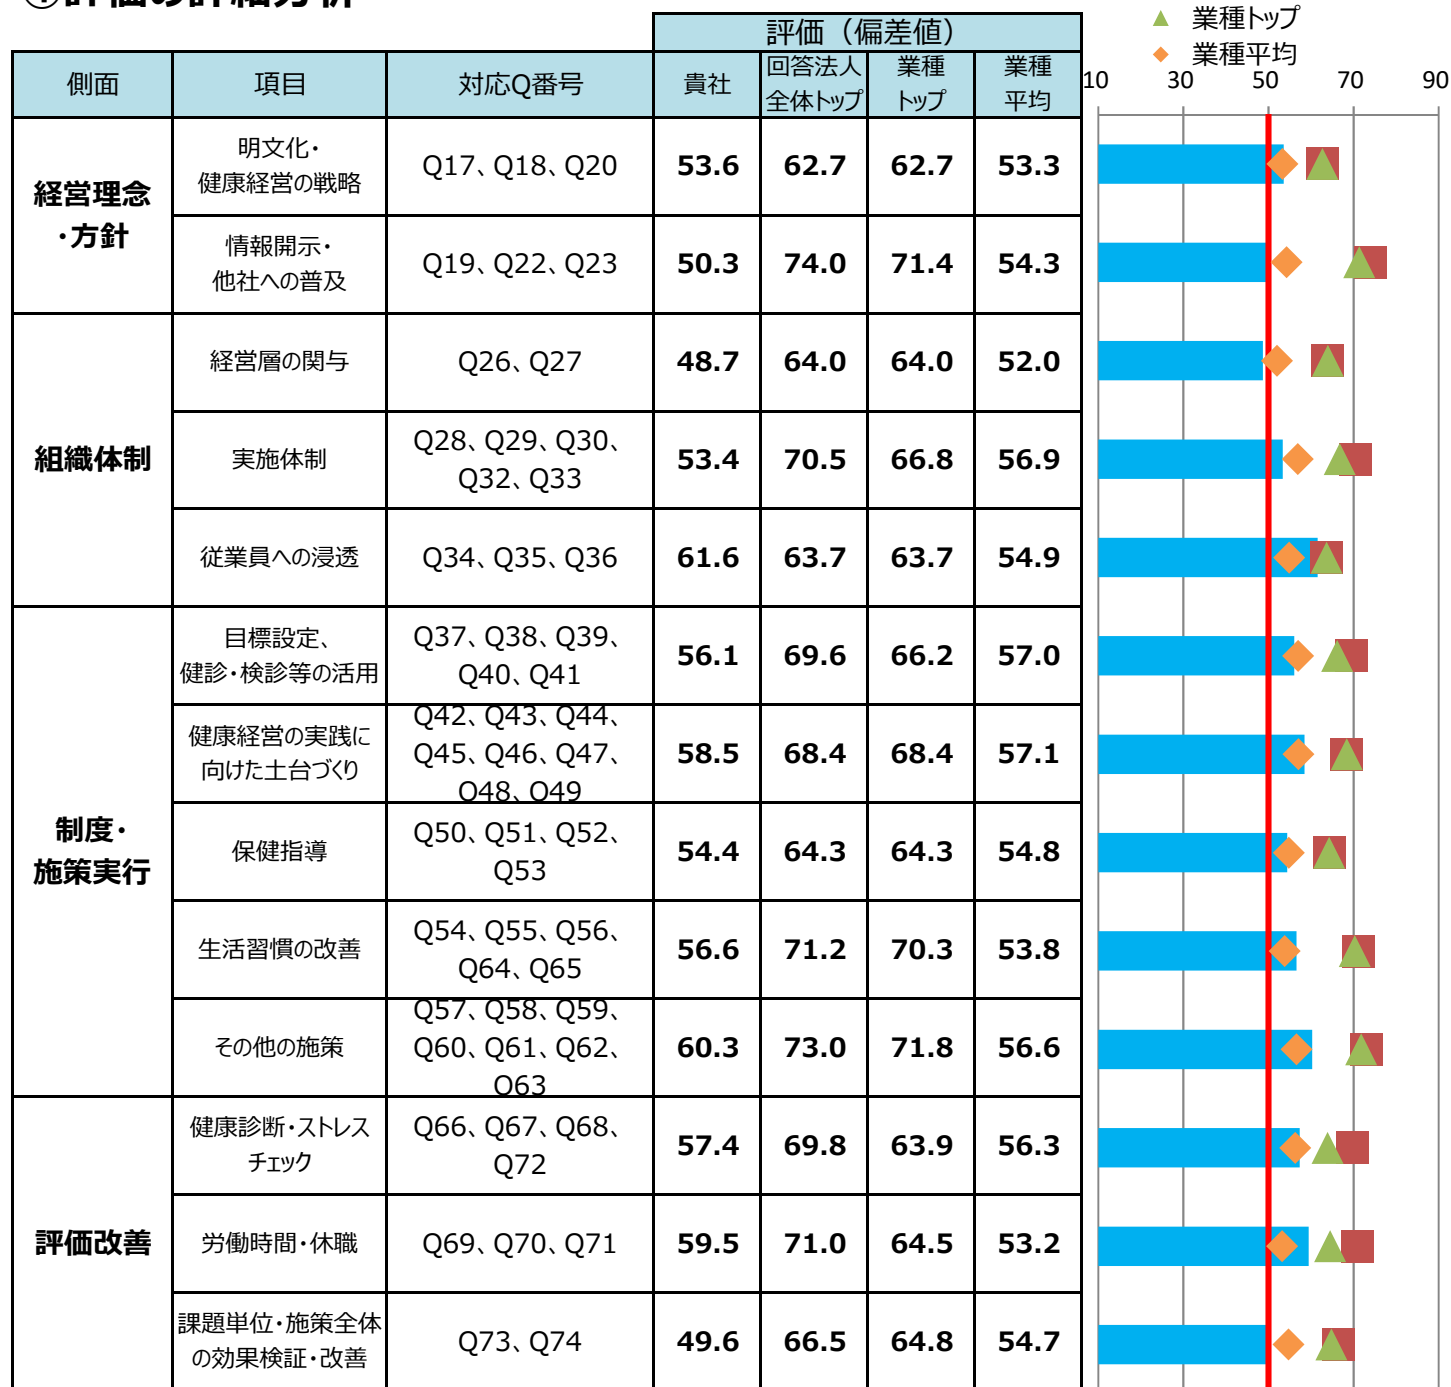 ①評価の詳細分析
業種トップ
業種平均
評価（偏差値）
側面 項目 対応Q番号 貴社 回答法人 業種 業種
全体トップ トップ 平均
10 30 50 70 90
経営理念
・方針
明文化・
健康経営の戦略
Q17、Q18、Q20 53.6 62.7 62.7 53.3
情報開示・
他社への普及
Q19、Q22、Q23 50.3 74.0 71.4 54.3
組織体制
経営層の関与 Q26、Q27 48.7 64.0 64.0 52.0
実施体制
Q28、Q29、Q30、
Q32、Q33
53.4 70.5 66.8 56.9
従業員への浸透 Q34、Q35、Q36 61.6 63.7 63.7 54.9
制度・
施策実行
目標設定、
健診・検診等の活用
Q37、Q38、Q39、
Q40、Q41
56.1 69.6 66.2 57.0
健康経営の実践に
向けた土台づくり
Q42、Q43、Q44、
Q45、Q46、Q47、
Q48、Q49
58.5 68.4 68.4 57.1
保健指導
Q50、Q51、Q52、
Q53
54.4 64.3 64.3 54.8
生活習慣の改善
Q54、Q55、Q56、
Q64、Q65
56.6 71.2 70.3 53.8
その他の施策
Q57、Q58、Q59、
Q60、Q61、Q62、
Q63
60.3 73.0 71.8 56.6
評価改善
健康診断・ストレス
チェック
Q66、Q67、Q68、
Q72
57.4 69.8 63.9 56.3
労働時間・休職 Q69、Q70、Q71 59.5 71.0 64.5 53.2
課題単位・施策全体
の効果検証・改善
Q73、Q74 49.6 66.5 64.8 54.7